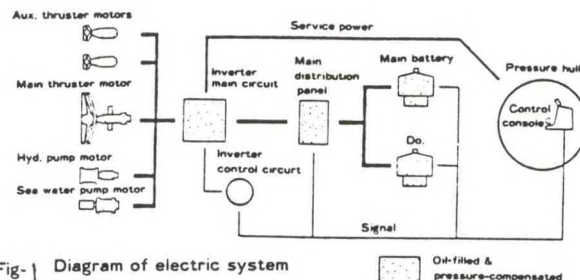 Aux. thruster motors
Service power
Main battery
Pressure hull
Inverter
main circuit
Main
distribution
panel
Main thruster motor
Control
console
Hyd. pump motor
Do.
Inverter
control circurt
Sea water pump motor
Signal
Fig-1 Diagram of electric system
Oil-filled &
pressure-compensated